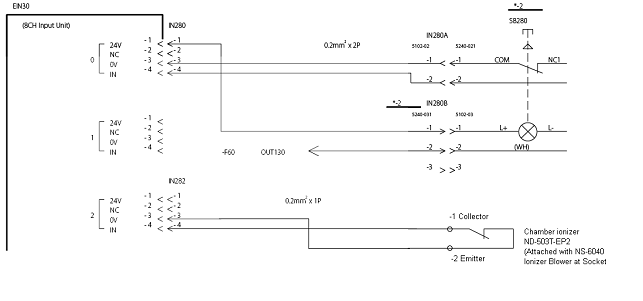 EIN30
(8CH Input Unit)
IN280
*-2
SB280
0.2mm² x 2P
IN280A
5102-02 5240-021
0
24V -1 -1
NC -2 -2
0V -3 -3
IN -4 -4
-1 -1 COM NC1
-2 -2
*-2
IN280B
5240-031 5102-03
1
24V -1
NC -2
0V -3
IN -4
-1 -1 L+ L-
-F60 OUT130
-2 -2 (WH)
-3 -3
IN282
2
24V -1 -1
NC -2 -2
0V -3 -3
IN -4 -4
0.2mm² x 1P
-1 Collector
-2 Emitter
Chamber ionizer
ND-503T-EP2
(Attached with NS-6040
Ionizer Blower at Socket